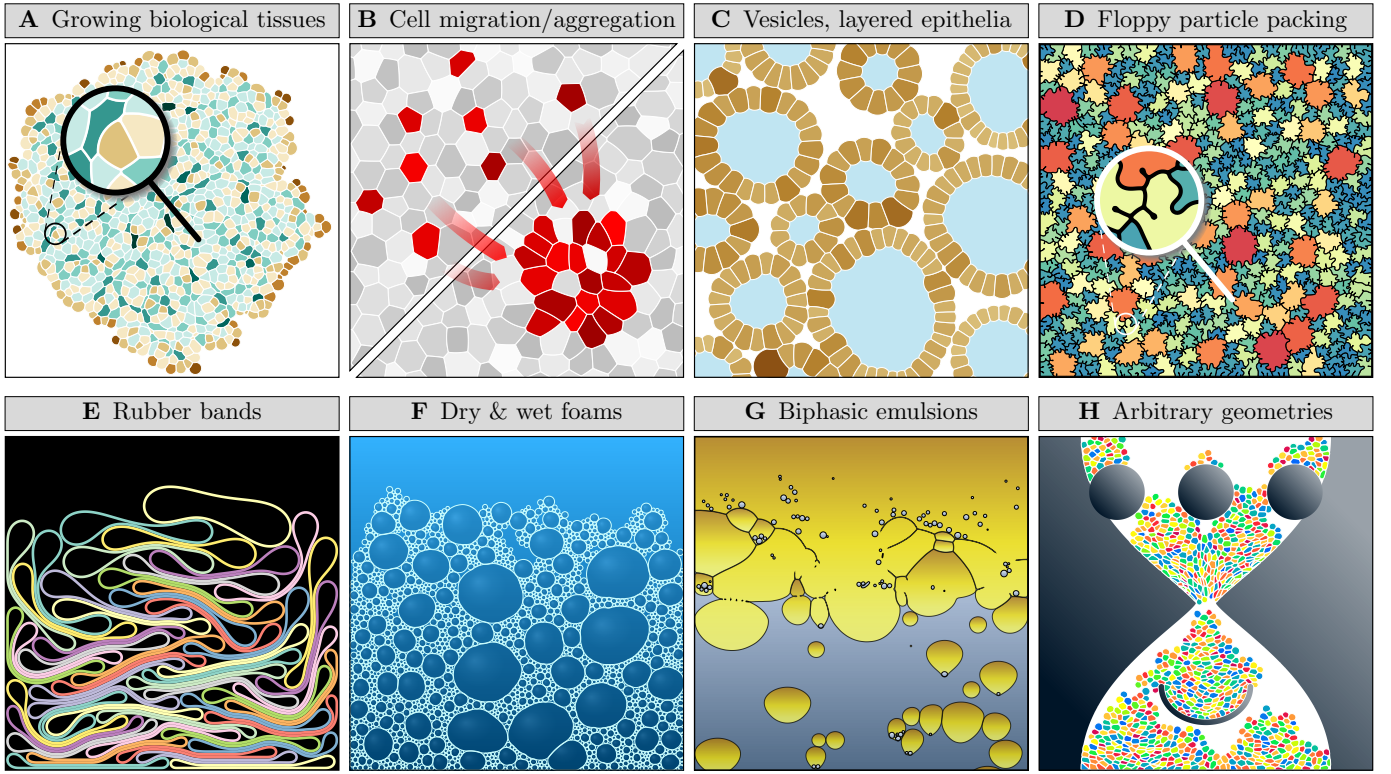 A Growing biological tissues
B Cell migration/aggregation
C Vesicles, layered epithelia
D Floppy particle packing
E Rubber bands
F Dry & wet foams
G Biphasic emulsions
H Arbitrary geometries